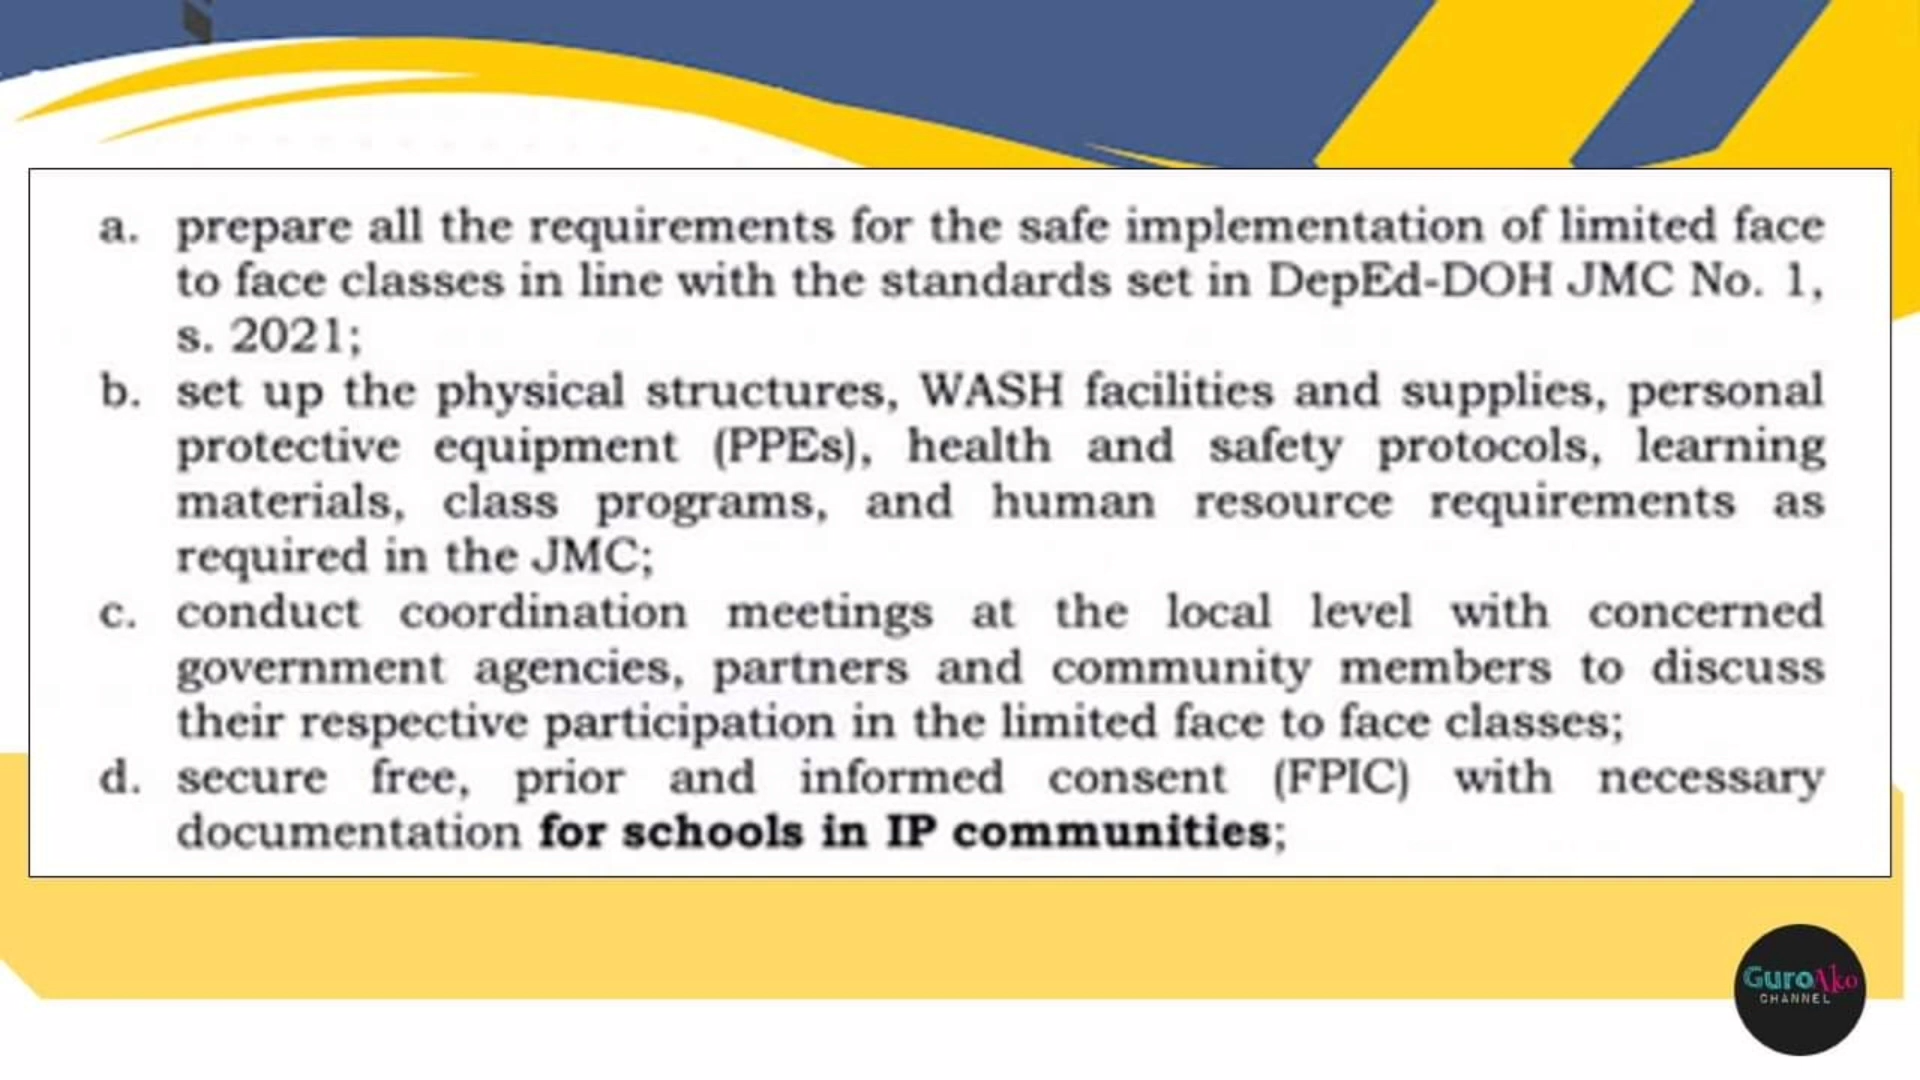 a. prepare all the requirements for the safe implementation of limited face
to face classes in line with the standards set in DepEd-DOH JMC No. 1,
s. 2021;
b. set up the physical structures, WASH facilities and supplies, personal
protective equipment (PPEs), health and safety protocols, learning
materials, class programs, and human resource requirements as
required in the JMC;
c. conduct coordination meetings at the local level with concerned
government agencies, partners and community members to discuss
their respective participation in the limited face to face classes;
d. secure free, prior and informed consent (FPIC) with necessary
documentation for schools in IP communities;
GuroAko
CHANNEL